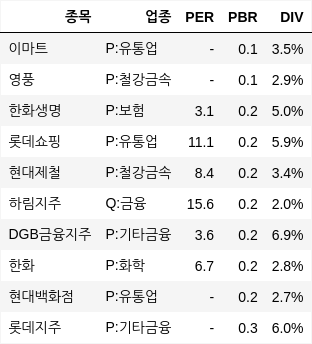 종목 업종 PER PBR DIV
이마트 P:유통업 - 0.1 3.5%
영풍 P:철강금속 - 0.1 2.9%
한화생명 P:보험 3.1 0.2 5.0%
롯데쇼핑 P:유통업 11.1 0.2 5.9%
현대제철 P:철강금속 8.4 0.2 3.4%
하림지주 Q:금융 15.6 0.2 2.0%
DGB금융지주 P:기타금융 3.6 0.2 6.9%
한화 P:화학 6.7 0.2 2.8%
현대백화점 P:유통업 - 0.2 2.7%
롯데지주 P:기타금융 - 0.3 6.0%